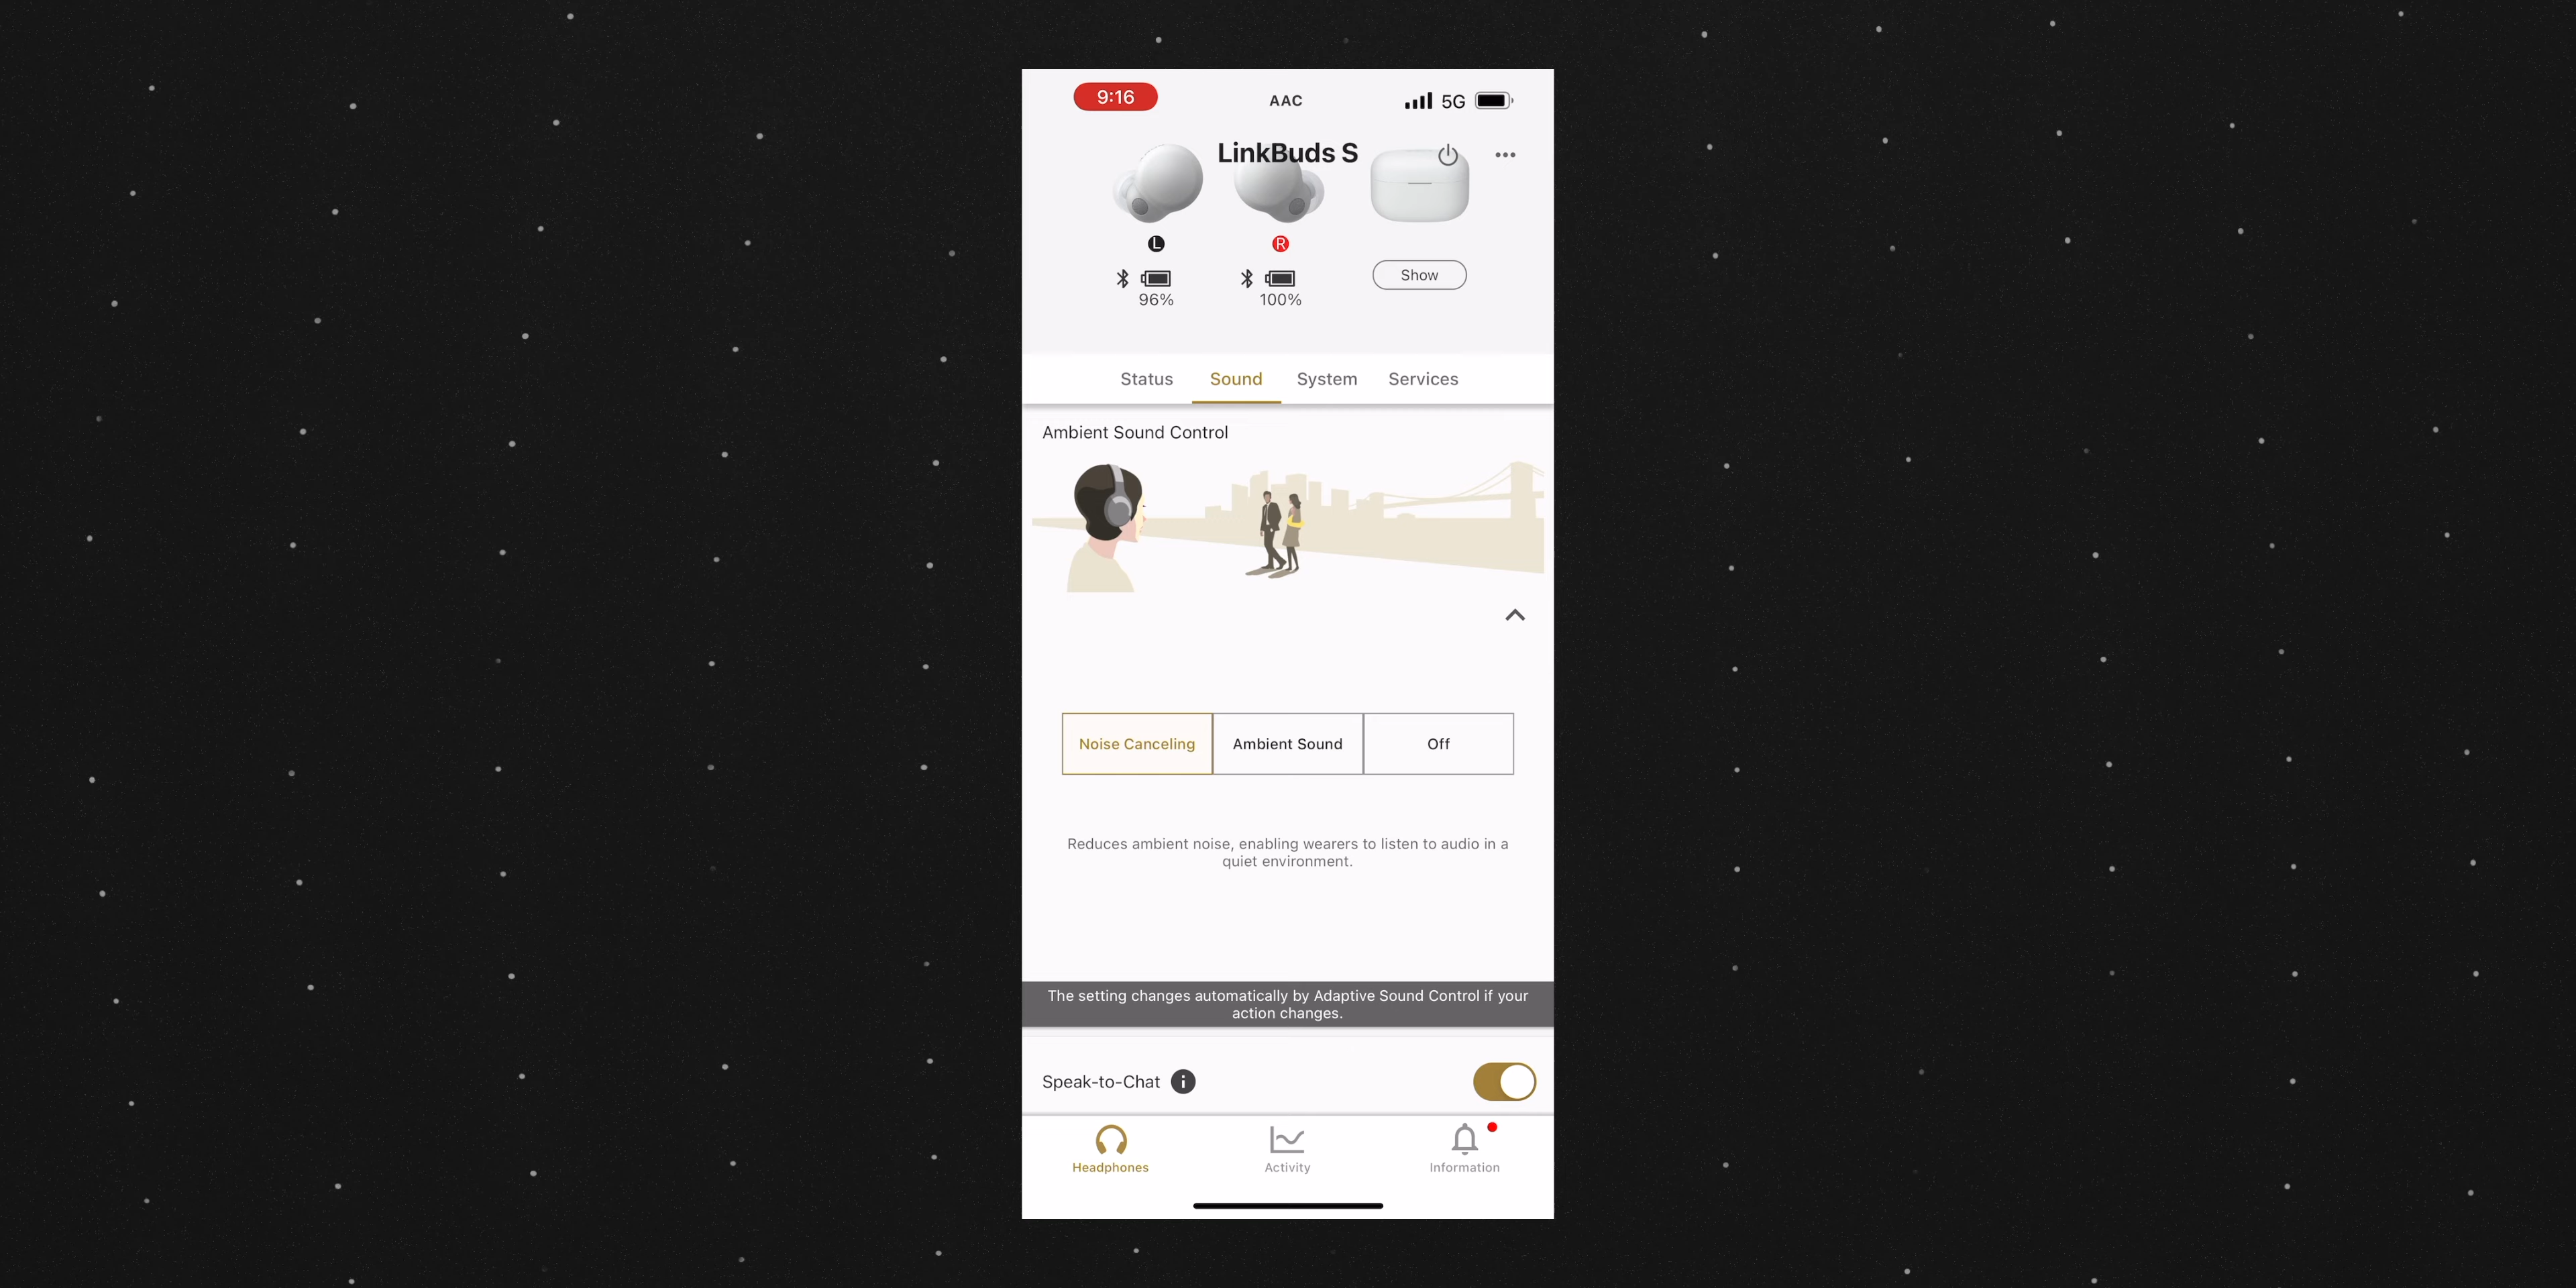 9:16
AAC
5G
LinkBuds S
L
R
96%
100%
Show
Status
Sound
System
Services
Ambient Sound Control
Noise Canceling
Ambient Sound
Off
Reduces ambient noise, enabling wearers to listen to audio in a
quiet environment.
The setting changes automatically by Adaptive Sound Control if your
action changes.
Speak-to-Chat
Headphones
Activity
Information